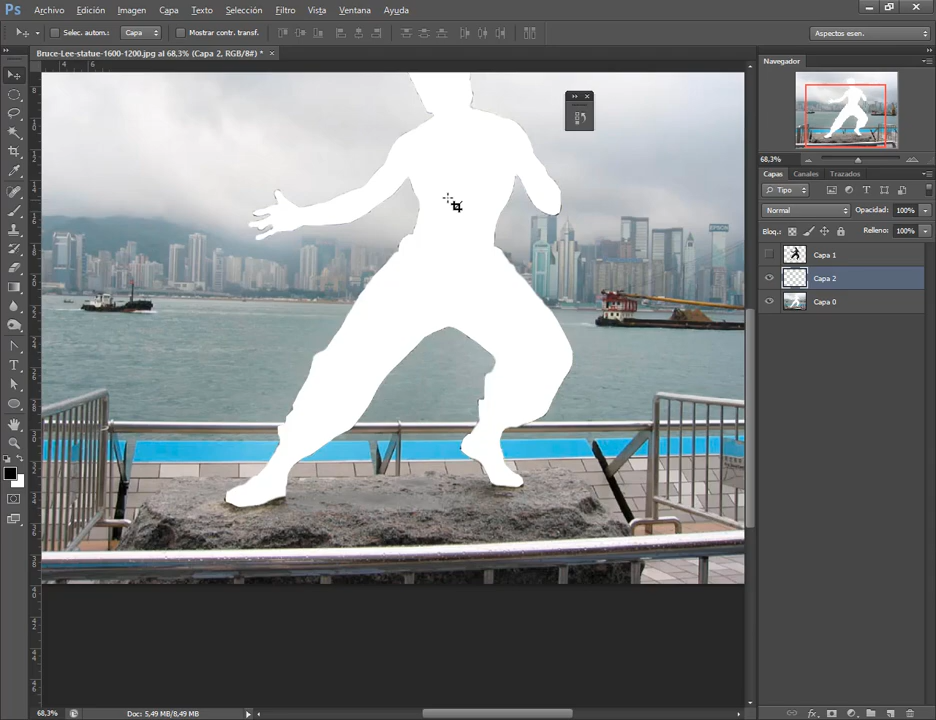 Ps Archivo Edición Imagen Capa Texto Selección Filtro Vista Ventana Ayuda
Selec. autom.: Capa Mostrar contr. transf. Aspectos esen.
Bruce-Lee-statue-1600-1200.jpg al 68,3% (Capa 2, RGB/8#) *
Navegador
68,3%
Capas Canales Trazados
Tipo
Normal Opacidad: 100%
Bloq.: Relleno: 100%
Capa 1
Capa 2
Capa 0
68,3% Doc: 5,49 MB/8,49 MB